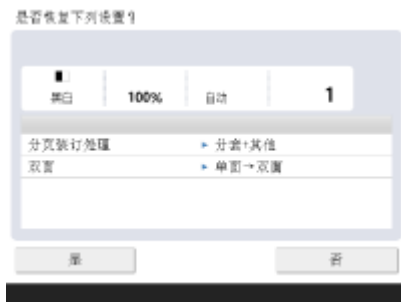 是否恢复下列设置?
黑白 100% 自动 1
分页装订处理 ▸ 分套+其他
双面 ▸ 单面→双面
是 否